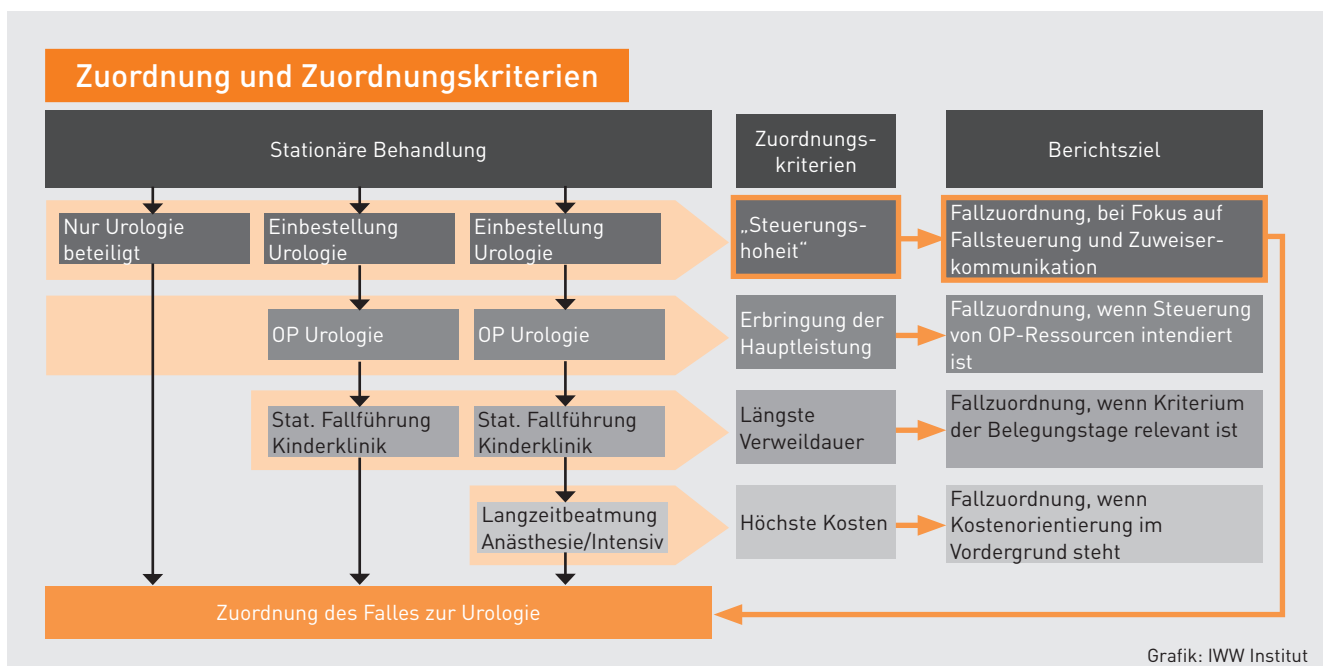 Zuordnung und Zuordnungskriterien
Stationäre Behandlung
Zuordnungs-
kriterien
Berichtsziel
Nur Urologie
beteiligt
Einbestellung
Urologie
Einbestellung
Urologie
„Steuerungs-
hoheit“
Fallzuordnung, bei Fokus auf
Fallsteuerung und Zuweiser-
kommunikation
OP Urologie
OP Urologie
Erbringung der
Hauptleistung
Fallzuordnung, wenn Steuerung
von OP-Ressourcen intendiert
ist
Stat. Fallführung
Kinderklinik
Stat. Fallführung
Kinderklinik
Längste
Verweildauer
Fallzuordnung, wenn Kriterium
der Belegungstage relevant ist
Langzeitbeatmung
Anästhesie/Intensiv
Höchste Kosten
Fallzuordnung, wenn
Kostenorientierung im
Vordergrund steht
Zuordnung des Falles zur Urologie
Grafik: IWW Institut